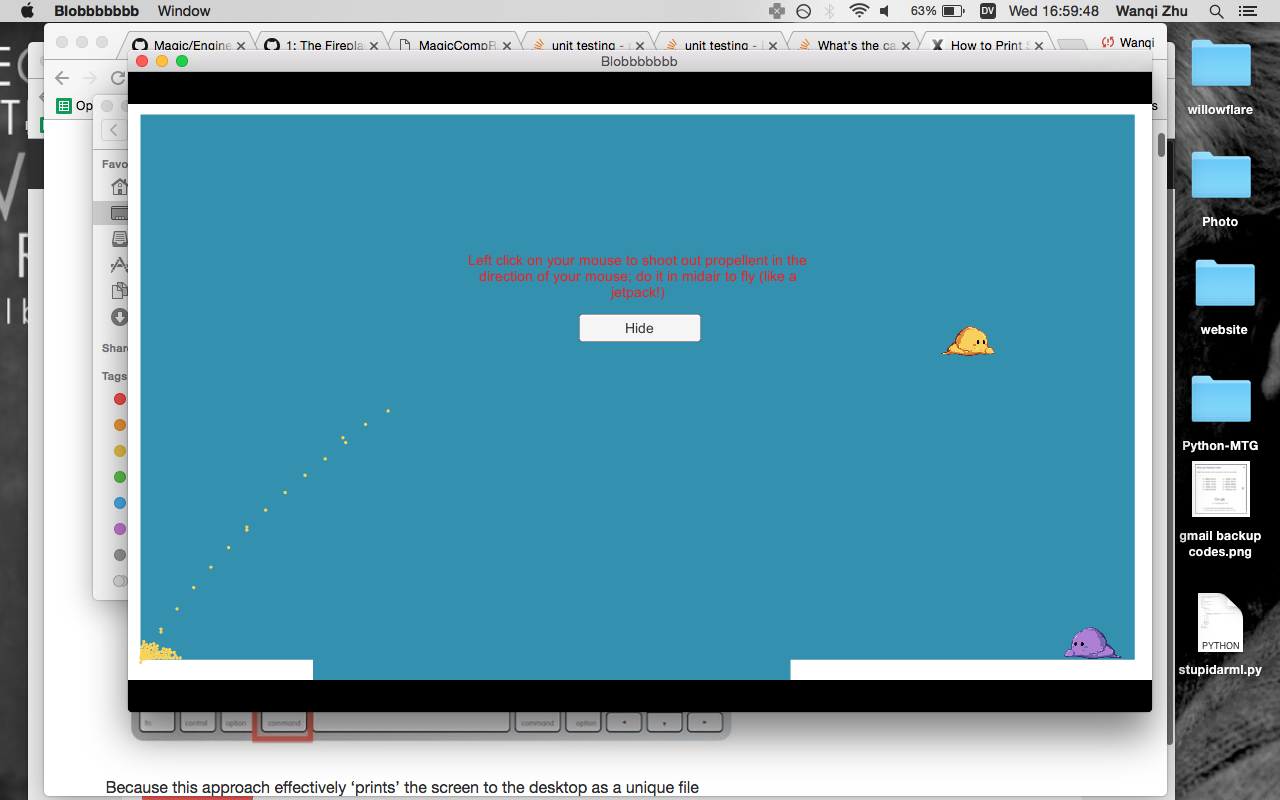 Blobbbbbbb Window 63% DV Wed 16:59:48 Wanqi Zhu
Magic/Engine 1: The Firepla MagicCompR unit testing - unit testing - What's the ca How to Print Wanqi
Blobbbbbbb
Op
Favo
Share
Tags
Left click on your mouse to shoot out propellent in the
direction of your mouse; do it in midair to fly (like a
jetpack!)
Hide
fn control option command command option
Because this approach effectively ‘prints’ the screen to the desktop as a unique file
willowflare
Photo
website
Python-MTG
gmail backup
codes.png
PYTHON
stupidarml.py